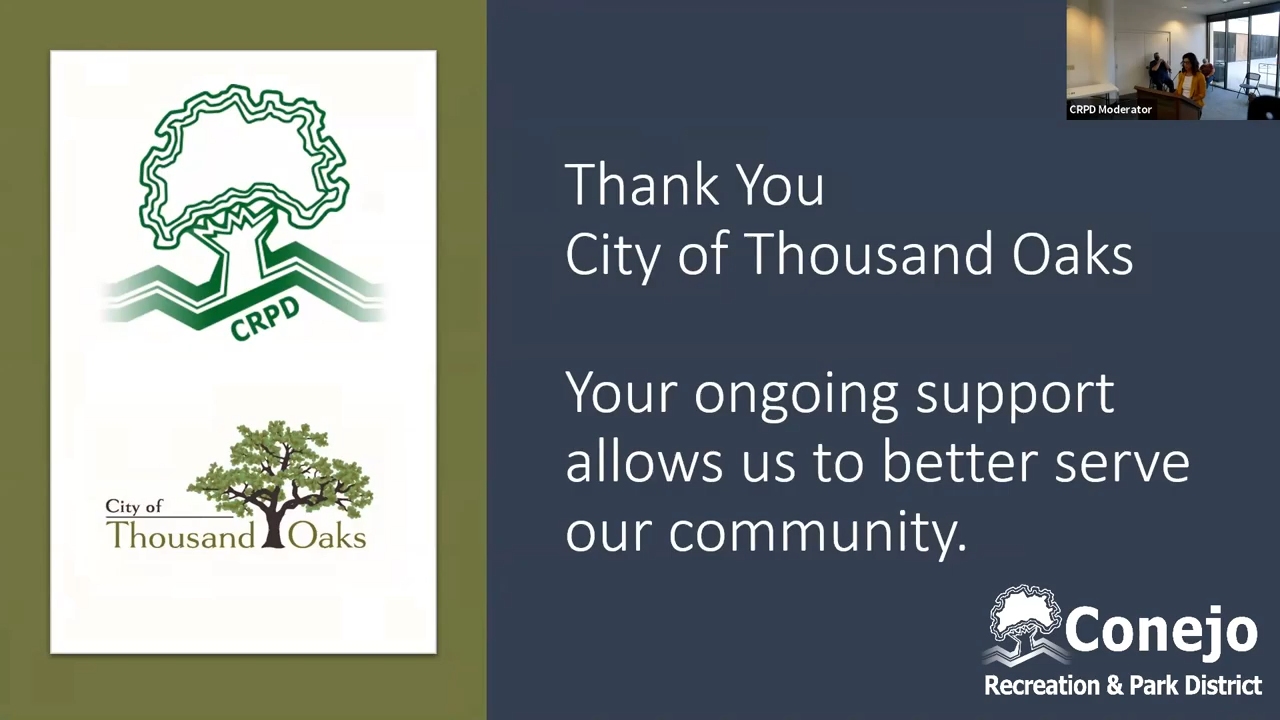 CRPD Moderator
CRPD
City of
Thousand Oaks
Thank You
City of Thousand Oaks
Your ongoing support
allows us to better serve
our community.
Conejo
Recreation & Park District